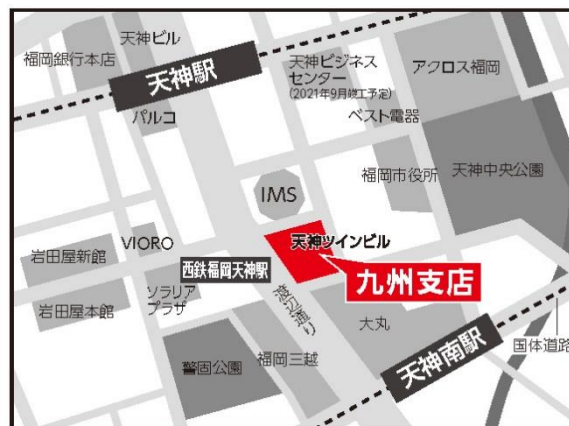 天神ビル
福岡銀行本店
天神駅
パルコ
天神ビジネス
センター
(2021年9月竣工予定)
アクロス福岡
ベスト電器
福岡市役所
天神中央公園
IMS
天神ツインビル
九州支店
岩田屋新館
VIORO
西鉄福岡天神駅
岩田屋本館
ソラリア
プラザ
渡辺通り
大丸
国体道路
警固公園
福岡三越
天神南駅